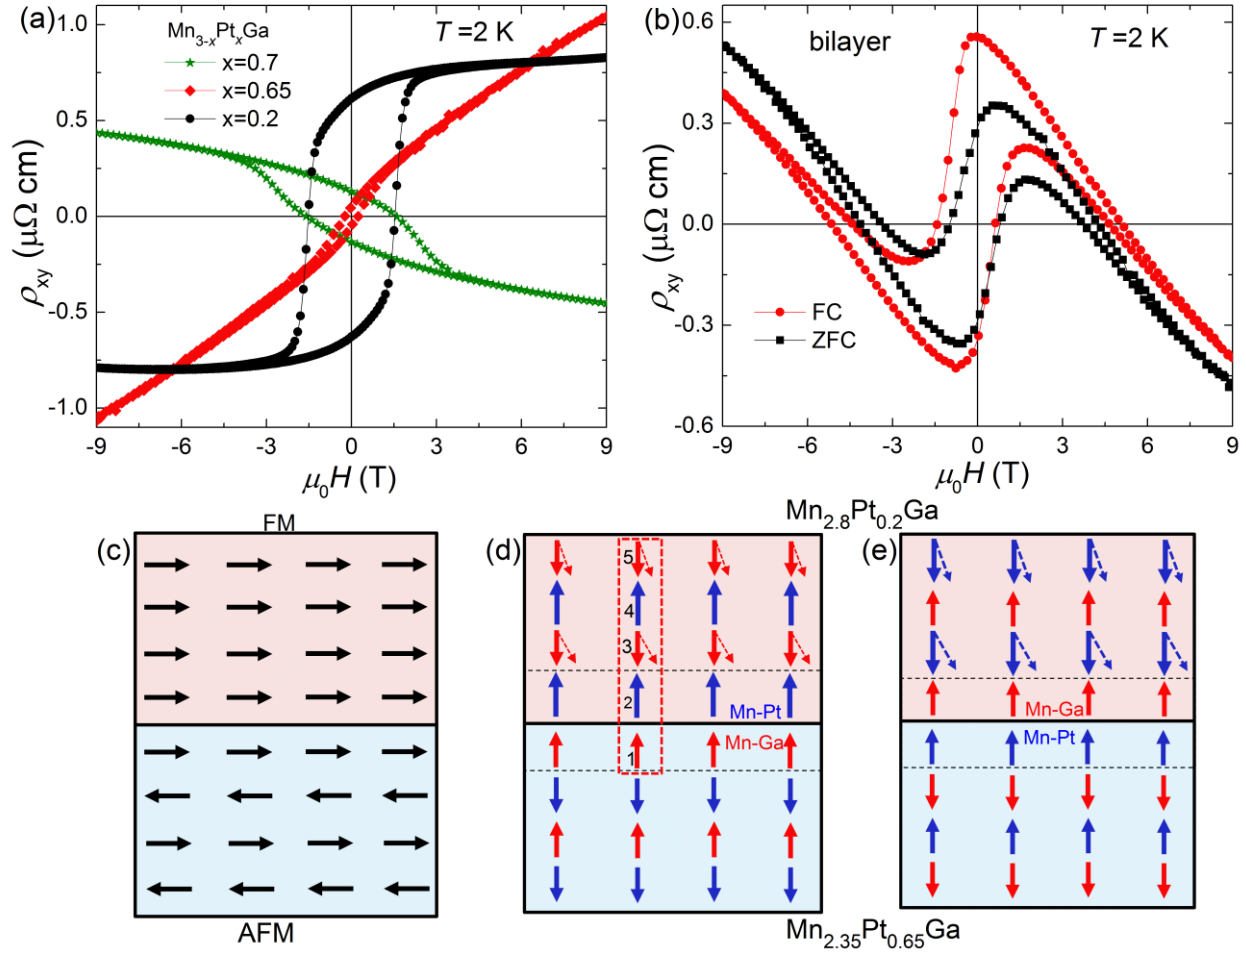 (a)
Mn3-xPtxGa
x=0.7
x=0.65
x=0.2
T=2 K
1.0
0.5
0.0
-0.5
-1.0
ρxy (μΩ cm)
-9 -6 -3 0 3 6 9
μ0H (T)
(b)
bilayer
T=2 K
0.6
0.3
0.0
-0.3
-0.6
ρxy (μΩ cm)
FC
ZFC
-9 -6 -3 0 3 6 9
μ0H (T)
(c)
FM
AFM
Mn2.8Pt0.2Ga
(d)
5
4
3
2
Mn-Pt
Mn-Ga
1
(e)
Mn-Ga
Mn-Pt
Mn2.35Pt0.65Ga